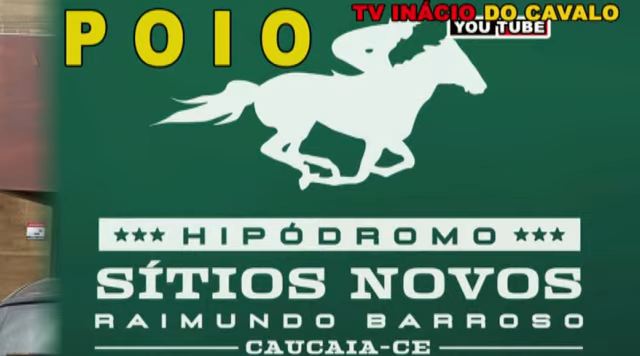 POIO
TV INÁCIO DO CAVALO
YOU TUBE
*** HIPÓDROMO ***
SÍTIOS NOVOS
RAIMUNDO BARROSO
CAUCAIA-CE